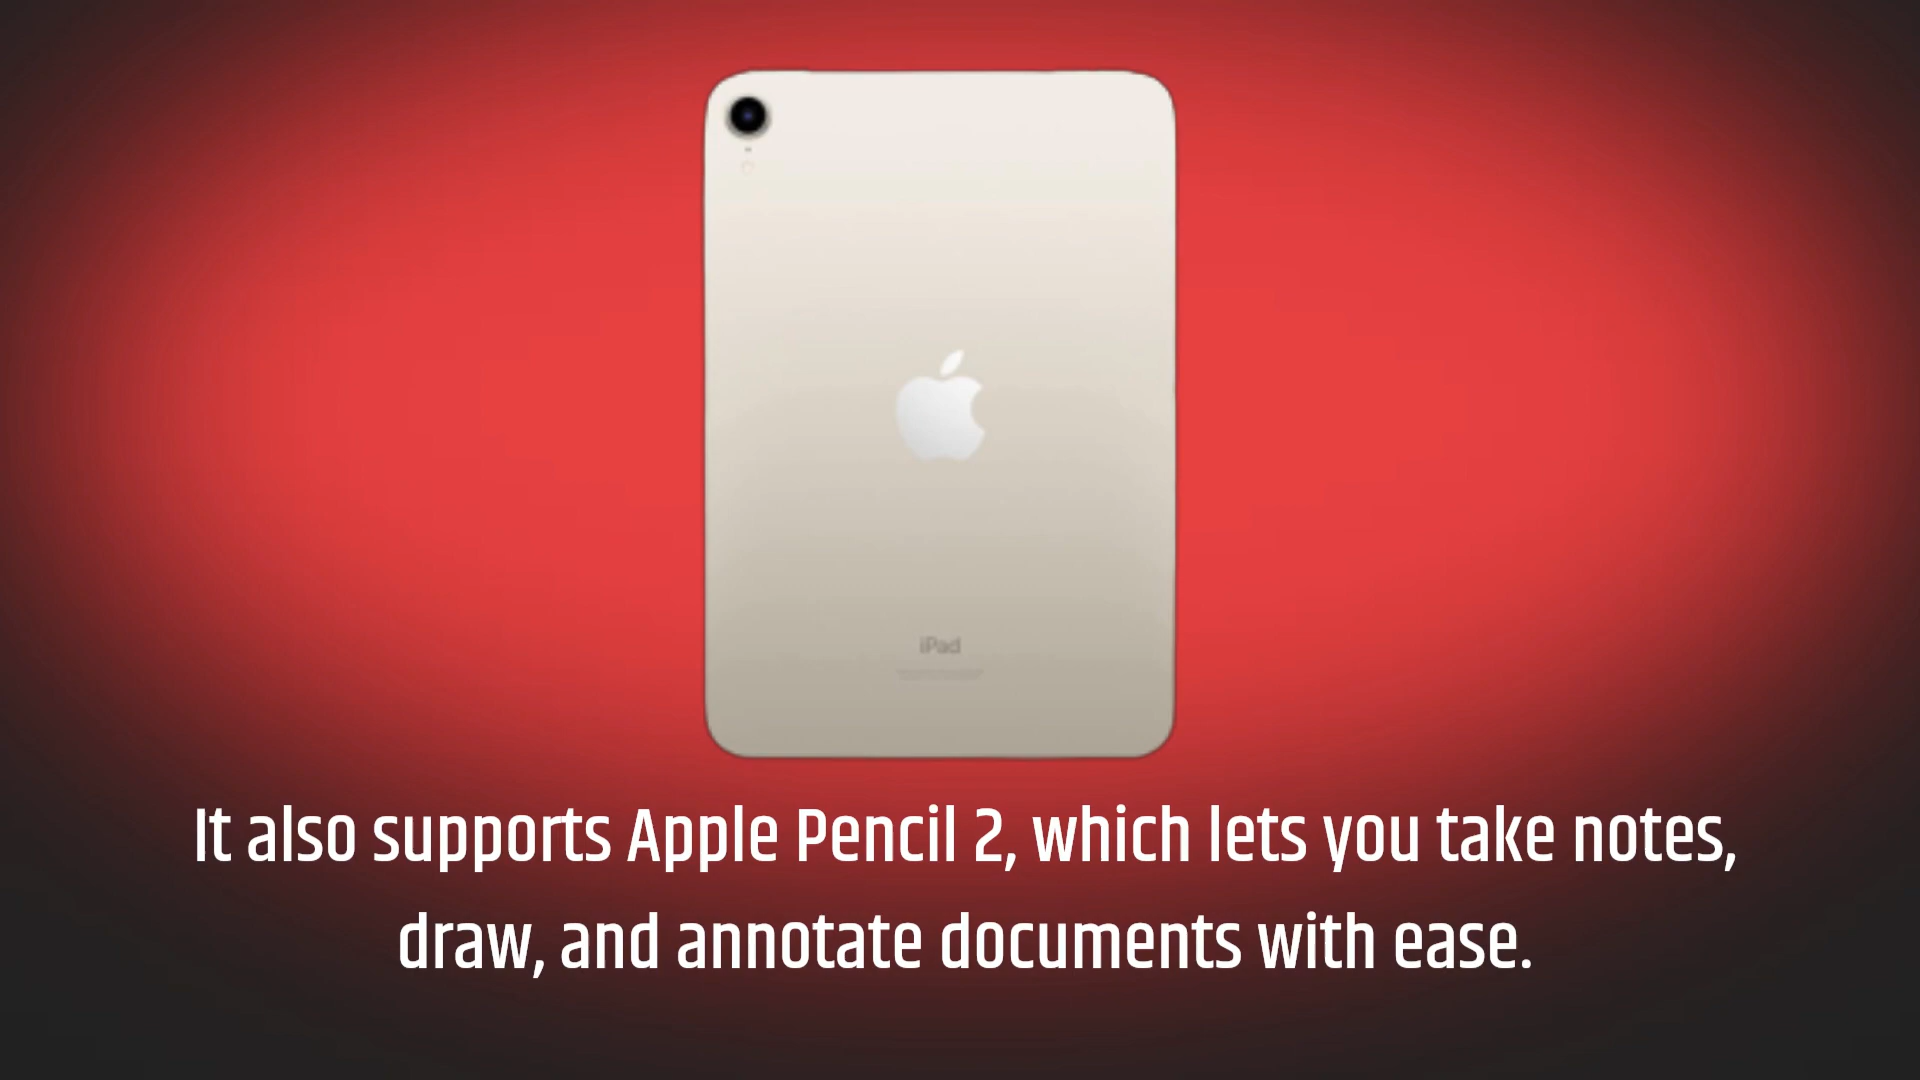 iPad
It also supports Apple Pencil 2, which lets you take notes,
draw, and annotate documents with ease.